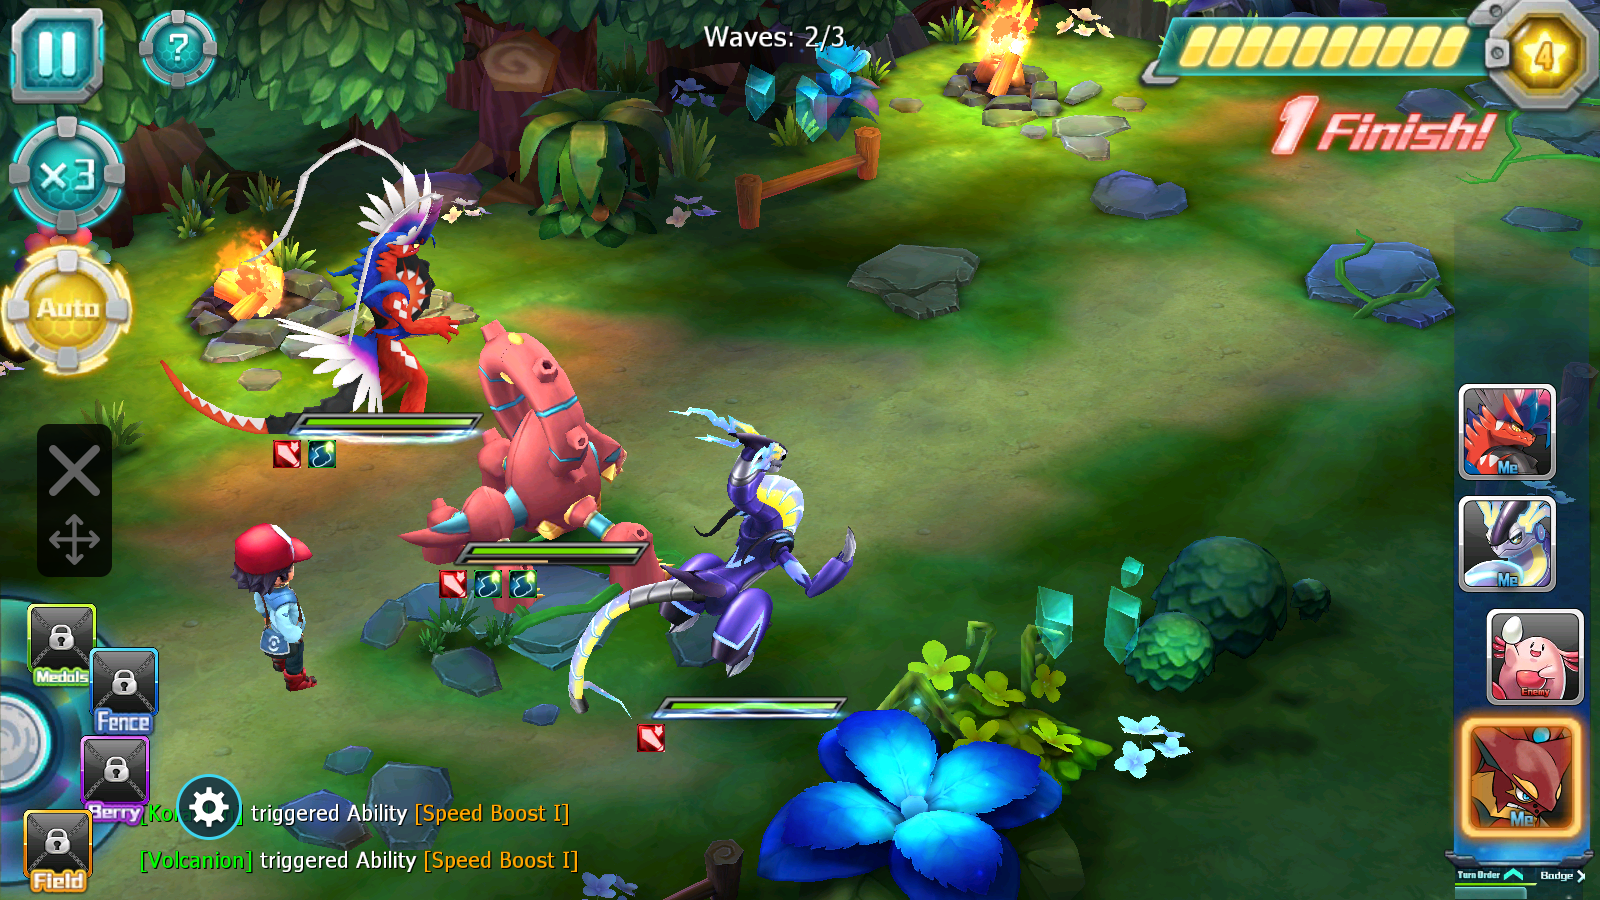 Waves: 2/3
?
4
1 Finish!
x3
Auto
Me
Me
Enemy
Me
Medals
Fence
Berry
Field
[Ko ] triggered Ability [Speed Boost I]
[Volcanion] triggered Ability [Speed Boost I]
Turn Order
Badge